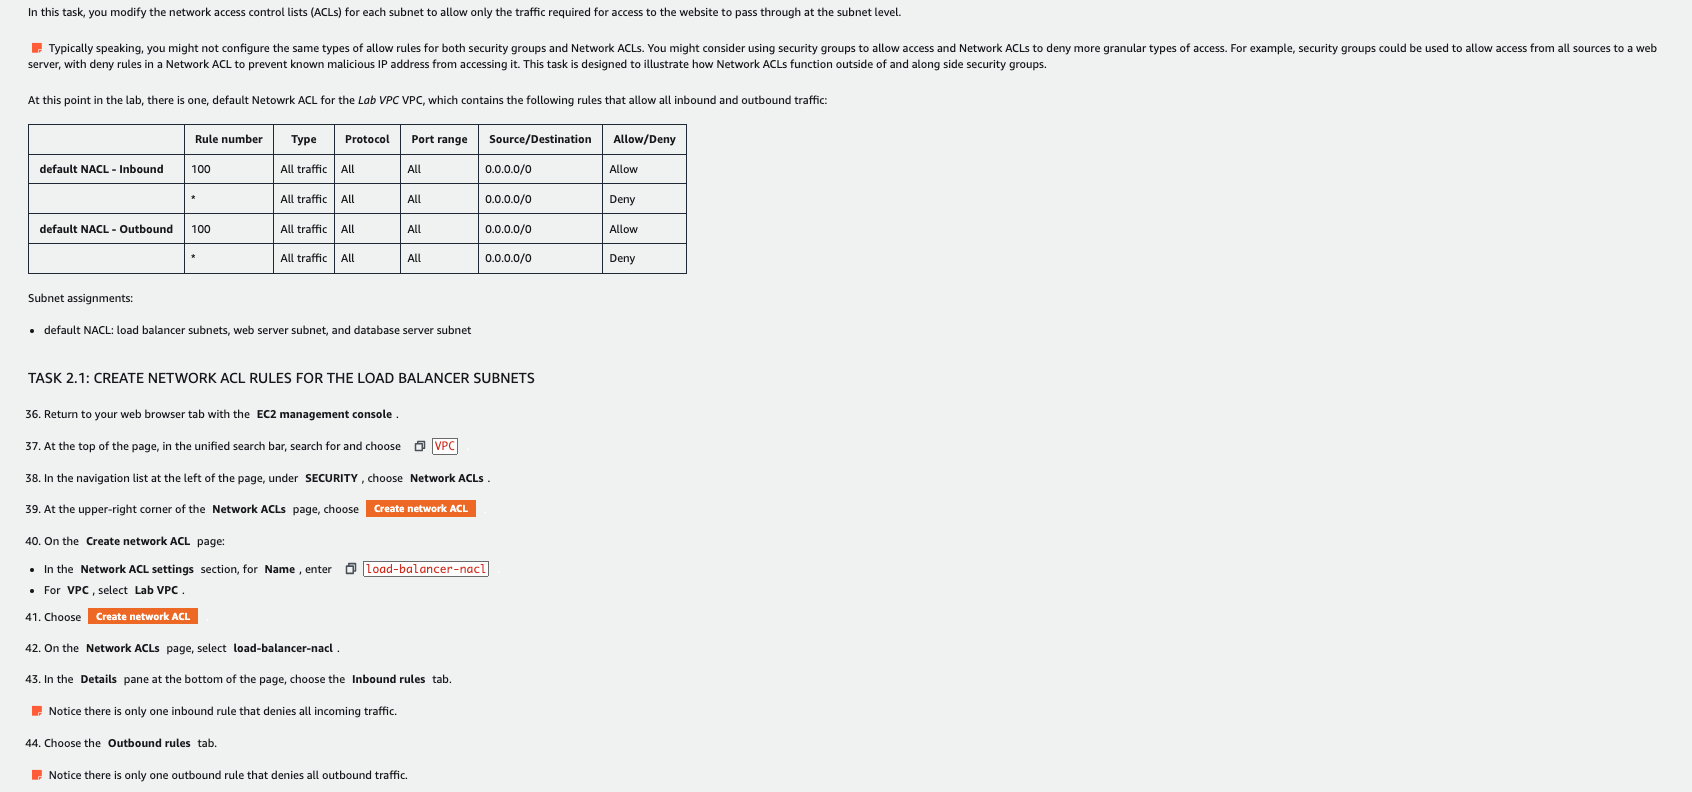 In this task, you modify the network access control lists (ACLs) for each subnet to allow only the traffic required for access to the website to pass through at the subnet level.
Typically speaking, you might not configure the same types of allow rules for both security groups and Network ACLs. You might consider using security groups to allow access and Network ACLs to deny more granular types of access. For example, security groups could be used to allow access from all sources to a web
server, with deny rules in a Network ACL to prevent known malicious IP address from accessing it. This task is designed to illustrate how Network ACLs function outside of and along side security groups.
At this point in the lab, there is one, default Netowrk ACL for the Lab VPC VPC, which contains the following rules that allow all inbound and outbound traffic:
Rule number Type Protocol Port range Source/Destination Allow/Deny
default NACL - Inbound 100 All traffic All All 0.0.0.0/0 Allow
* All traffic All All 0.0.0.0/0 Deny
default NACL - Outbound 100 All traffic All All 0.0.0.0/0 Allow
* All traffic All All 0.0.0.0/0 Deny
Subnet assignments:
• default NACL: load balancer subnets, web server subnet, and database server subnet
TASK 2.1: CREATE NETWORK ACL RULES FOR THE LOAD BALANCER SUBNETS
36. Return to your web browser tab with the EC2 management console .
37. At the top of the page, in the unified search bar, search for and choose VPC
38. In the navigation list at the left of the page, under SECURITY , choose Network ACLs .
39. At the upper-right corner of the Network ACLs page, choose Create network ACL
40. On the Create network ACL page:
• In the Network ACL settings section, for Name , enter load-balancer-nacl
• For VPC , select Lab VPC .
41. Choose Create network ACL
42. On the Network ACLs page, select load-balancer-nacl .
43. In the Details pane at the bottom of the page, choose the Inbound rules tab.
Notice there is only one inbound rule that denies all incoming traffic.
44. Choose the Outbound rules tab.
Notice there is only one outbound rule that denies all outbound traffic.